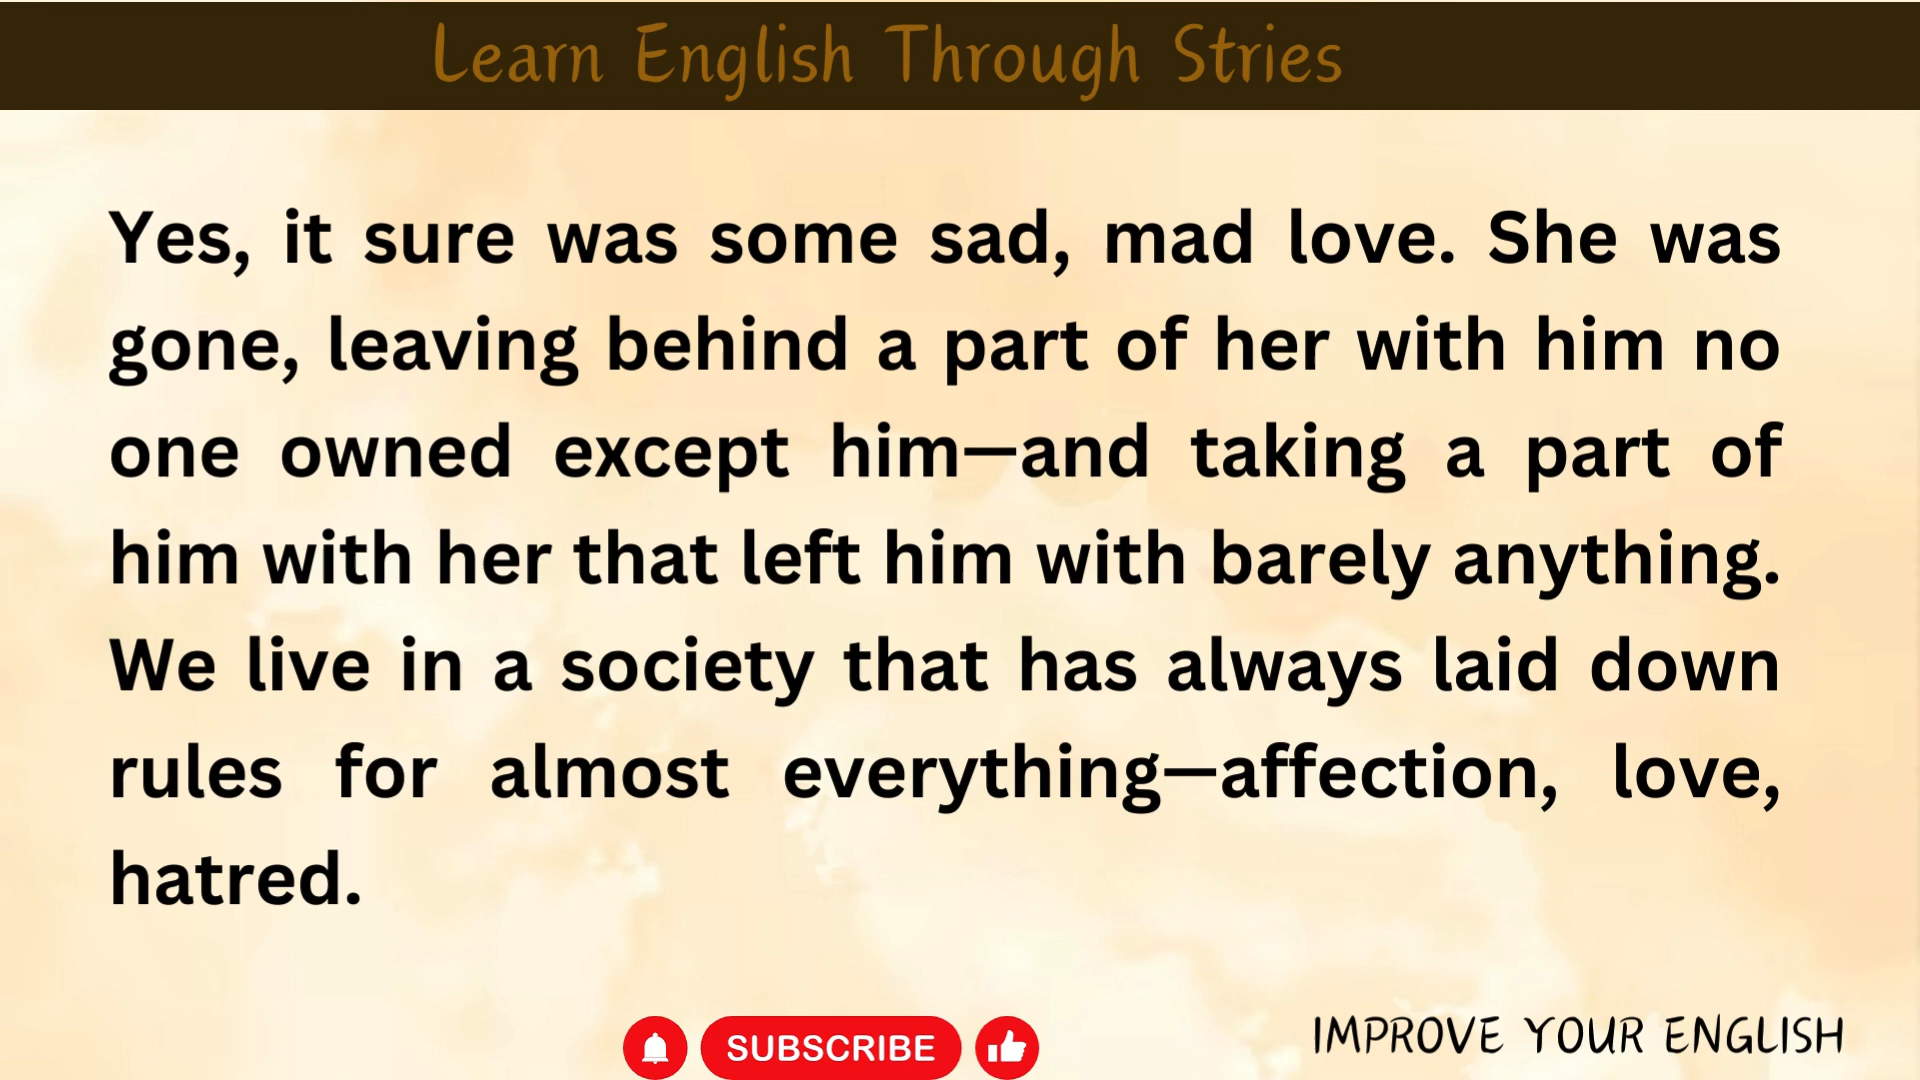 Learn English Through Stries
Yes, it sure was some sad, mad love. She was
gone, leaving behind a part of her with him no
one owned except him—and taking a part of
him with her that left him with barely anything.
We live in a society that has always laid down
rules for almost everything—affection, love,
hatred.
SUBSCRIBE
IMPROVE YOUR ENGLISH